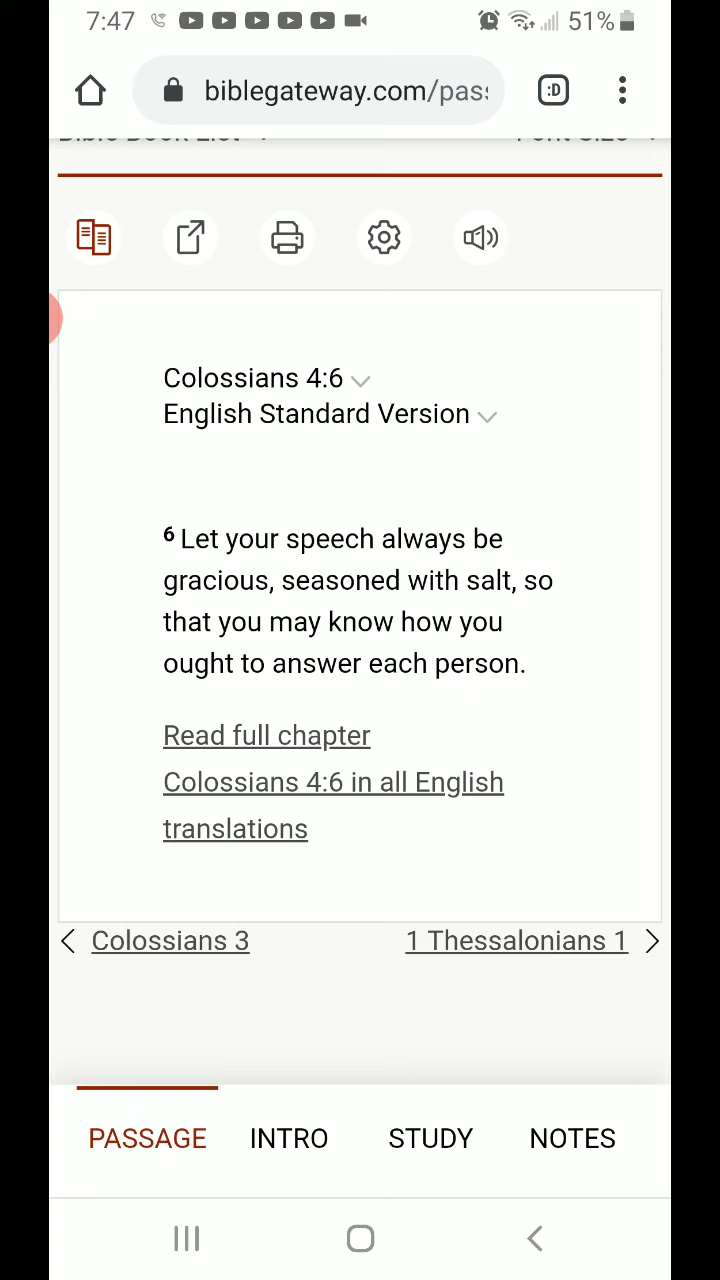 7:47 51%
:D
biblegateway.com/pas
Colossians 4:6
English Standard Version
6 Let your speech always be
gracious, seasoned with salt, so
that you may know how you
ought to answer each person.
Read full chapter
Colossians 4:6 in all English
translations
Colossians 3 1 Thessalonians 1
PASSAGE INTRO STUDY NOTES